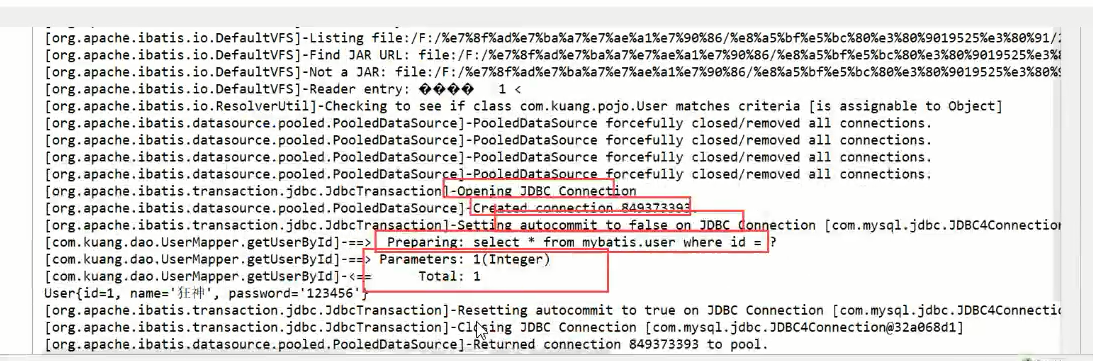 [org.apache.ibatis.io.DefaultVFS]-Listing file:/F:/%e7%8f%ad%e7%ba%a7%e7%ae%a1%e7%90%86/%e8%a5%bf%e5%bc%80%e3%80%9019525%e3%80%91/
[org.apache.ibatis.io.DefaultVFS]-Find JAR URL: file:/F:/%e7%8f%ad%e7%ba%a7%e7%ae%a1%e7%90%86/%e8%a5%bf%e5%bc%80%e3%80%9019525%e3%
[org.apache.ibatis.io.DefaultVFS]-Not a JAR: file:/F:/%e7%8f%ad%e7%ba%a7%e7%ae%a1%e7%90%86/%e8%a5%bf%e5%bc%80%e3%80%9019525%e3%80%
[org.apache.ibatis.io.DefaultVFS]-Reader entry: ���� 1 <
[org.apache.ibatis.io.ResolverUtil]-Checking to see if class com.kuang.pojo.User matches criteria [is assignable to Object]
[org.apache.ibatis.datasource.pooled.PooledDataSource]-PooledDataSource forcefully closed/removed all connections.
[org.apache.ibatis.datasource.pooled.PooledDataSource]-PooledDataSource forcefully closed/removed all connections.
[org.apache.ibatis.datasource.pooled.PooledDataSource]-PooledDataSource forcefully closed/removed all connections.
[org.apache.ibatis.datasource.pooled.PooledDataSource]-PooledDataSource forcefully closed/removed all connections.
[org.apache.ibatis.transaction.jdbc.JdbcTransaction]-Opening JDBC Connection
[org.apache.ibatis.datasource.pooled.PooledDataSource]-Created connection 849373393.
[org.apache.ibatis.transaction.jdbc.JdbcTransaction]-Setting autocommit to false on JDBC Connection [com.mysql.jdbc.JDBC4Connection
[com.kuang.dao.UserMapper.getUserById]-==> Preparing: select * from mybatis.user where id = ?
[com.kuang.dao.UserMapper.getUserById]-==> Parameters: 1(Integer)
[com.kuang.dao.UserMapper.getUserById]-<== Total: 1
User{id=1, name='狂神', password='123456'}
[org.apache.ibatis.transaction.jdbc.JdbcTransaction]-Resetting autocommit to true on JDBC Connection [com.mysql.jdbc.JDBC4Connectio
[org.apache.ibatis.transaction.jdbc.JdbcTransaction]-Closing JDBC Connection [com.mysql.jdbc.JDBC4Connection@32a068d1]
[org.apache.ibatis.datasource.pooled.PooledDataSource]-Returned connection 849373393 to pool.